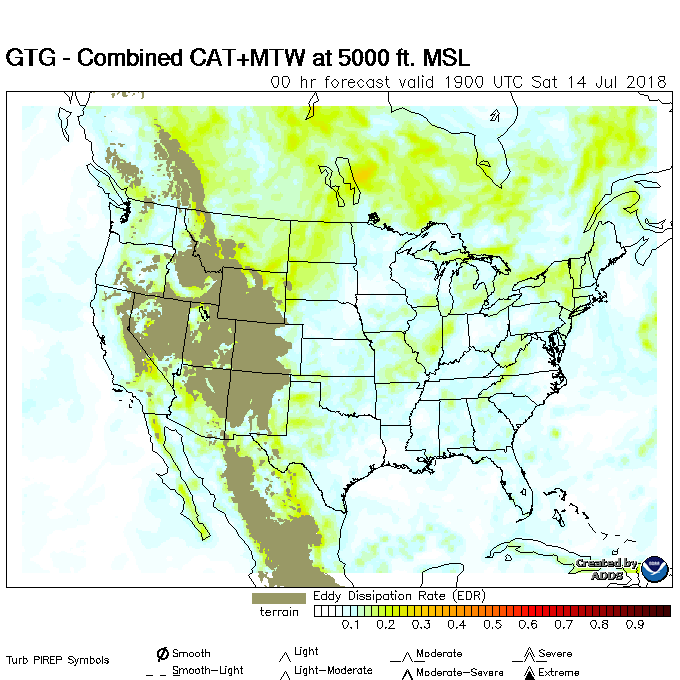 GTG - Combined CAT+MTW at 5000 ft. MSL
00 hr forecast valid 1900 UTC Sat 14 Jul 2018
Created by
ADDS
Eddy Dissipation Rate (EDR)
terrain
0.1 0.2 0.3 0.4 0.5 0.6 0.7 0.8 0.9
Turb PIREP Symbols
Smooth Light Moderate Severe
Smooth-Light Light-Moderate Moderate-Severe Extreme